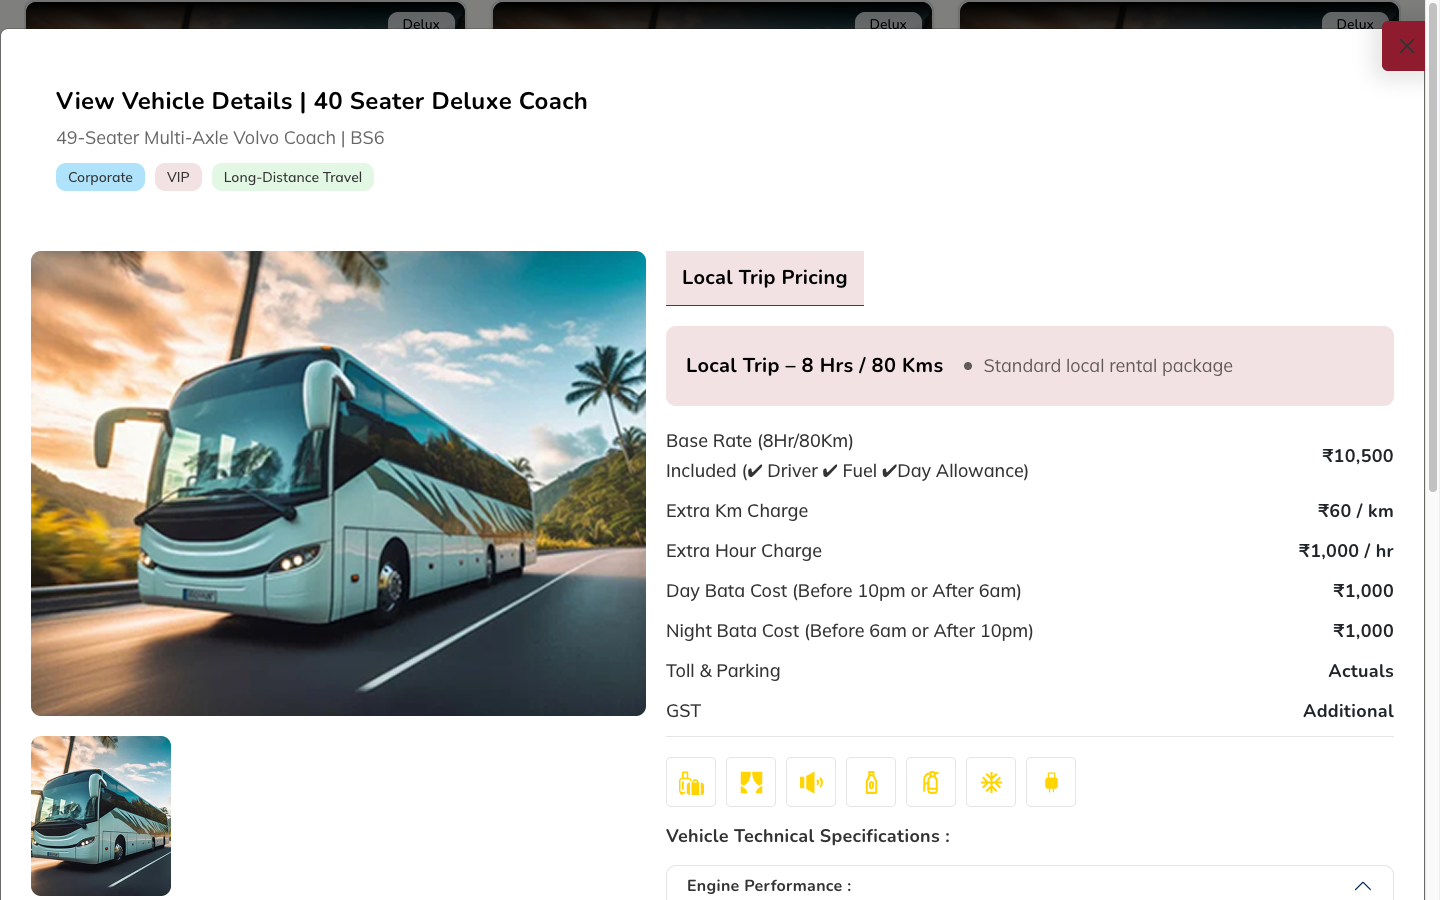 Delux
Delux
Delux
View Vehicle Details | 40 Seater Deluxe Coach
49-Seater Multi-Axle Volvo Coach | BS6
Corporate
VIP
Long-Distance Travel
Local Trip Pricing
Local Trip – 8 Hrs / 80 Kms
Standard local rental package
Base Rate (8Hr/80Km)
Included (✔ Driver ✔ Fuel ✔Day Allowance)
₹10,500
Extra Km Charge
₹60 / km
Extra Hour Charge
₹1,000 / hr
Day Bata Cost (Before 10pm or After 6am)
₹1,000
Night Bata Cost (Before 6am or After 10pm)
₹1,000
Toll & Parking
Actuals
GST
Additional
Vehicle Technical Specifications :
Engine Performance :